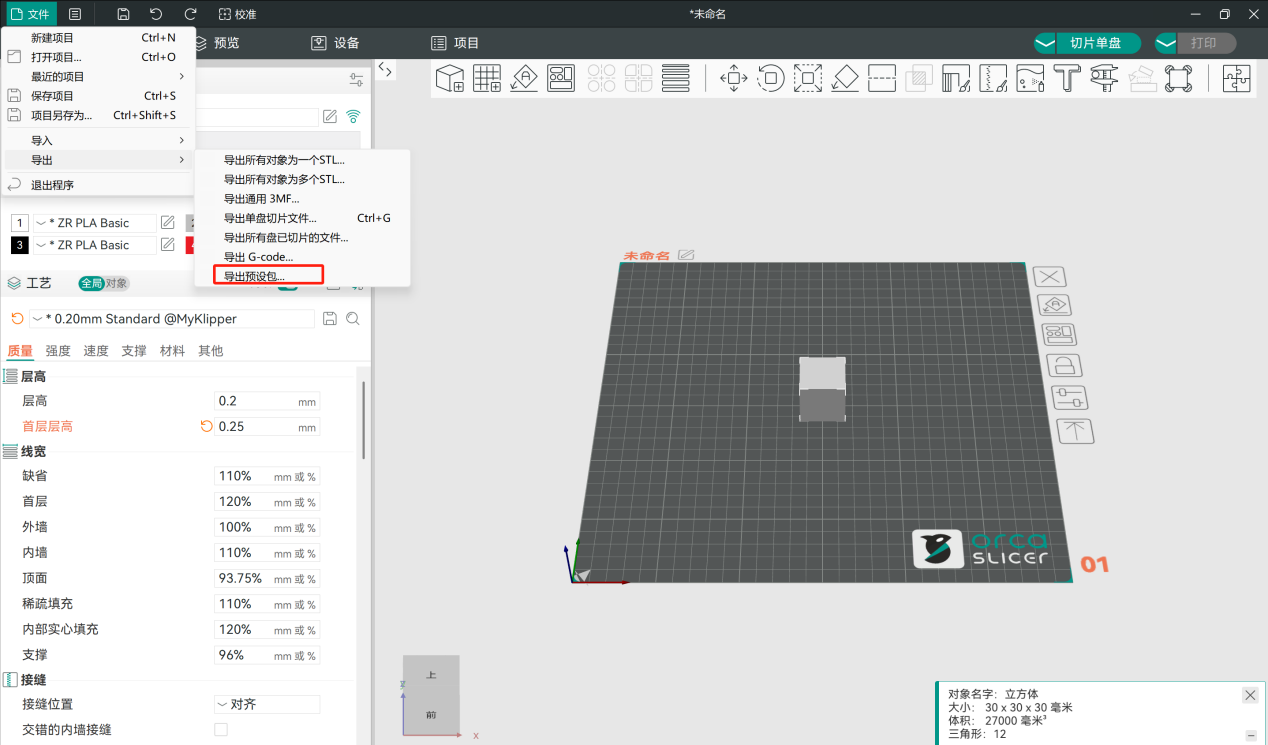 文件
校准
*未命名
新建项目 Ctrl+N
打开项目... Ctrl+O
最近的项目
保存项目 Ctrl+S
项目另存为... Ctrl+Shift+S
导入
导出
退出程序
预览
设备
项目
切片单盘
打印
导出所有对象为一个STL...
导出所有对象为多个STL...
导出通用 3MF...
导出单盘切片文件... Ctrl+G
导出所有盘已切片的文件...
导出 G-code...
导出预设包...
1 * ZR PLA Basic
3 * ZR PLA Basic
工艺 全局 对象
* 0.20mm Standard @MyKlipper
质量 强度 速度 支撑 材料 其他
层高
层高 0.2 mm
首层层高 0.25 mm
线宽
缺省 110% mm 或 %
首层 120% mm 或 %
外墙 100% mm 或 %
内墙 110% mm 或 %
顶面 93.75% mm 或 %
稀疏填充 110% mm 或 %
内部实心填充 120% mm 或 %
支撑 96% mm 或 %
接缝
接缝位置 对齐
交错的内墙接缝
未命名
orca
SLICER
01
上
前
Z
X
对象名字: 立方体
大小: 30 x 30 x 30 毫米
体积: 27000 毫米³
三角形: 12